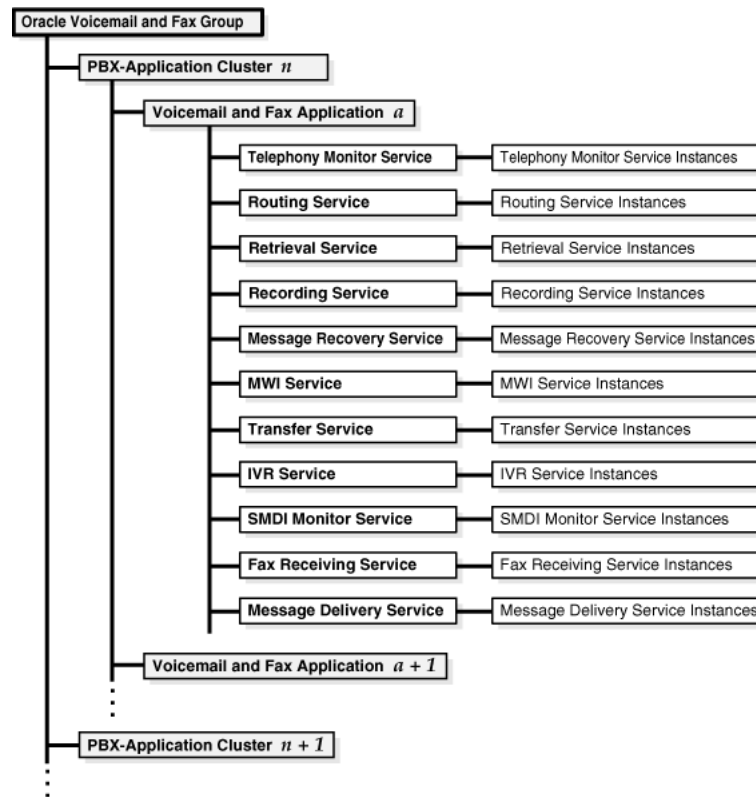 Oracle Voicemail and Fax Group
PBX-Application Cluster n
Voicemail and Fax Application a
Telephony Monitor Service
Telephony Monitor Service Instances
Routing Service
Routing Service Instances
Retrieval Service
Retrieval Service Instances
Recording Service
Recording Service Instances
Message Recovery Service
Message Recovery Service Instances
MWI Service
MWI Service Instances
Transfer Service
Transfer Service Instances
IVR Service
IVR Service Instances
SMDI Monitor Service
SMDI Monitor Service Instances
Fax Receiving Service
Fax Receiving Service Instances
Message Delivery Service
Message Delivery Service Instances
Voicemail and Fax Application a + 1
PBX-Application Cluster n + 1